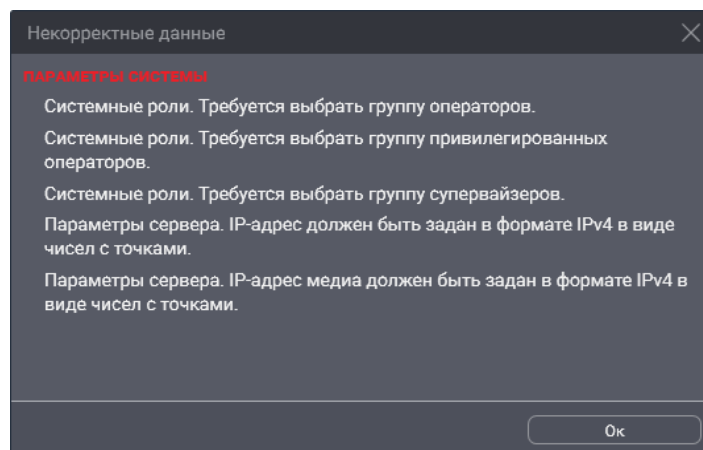 Некорректные данные
ПАРАМЕТРЫ СИСТЕМЫ
Системные роли. Требуется выбрать группу операторов.
Системные роли. Требуется выбрать группу привилегированных
операторов.
Системные роли. Требуется выбрать группу супервайзеров.
Параметры сервера. IP-адрес должен быть задан в формате IPv4 в виде
чисел с точками.
Параметры сервера. IP-адрес медиа должен быть задан в формате IPv4 в
виде чисел с точками.
Ок